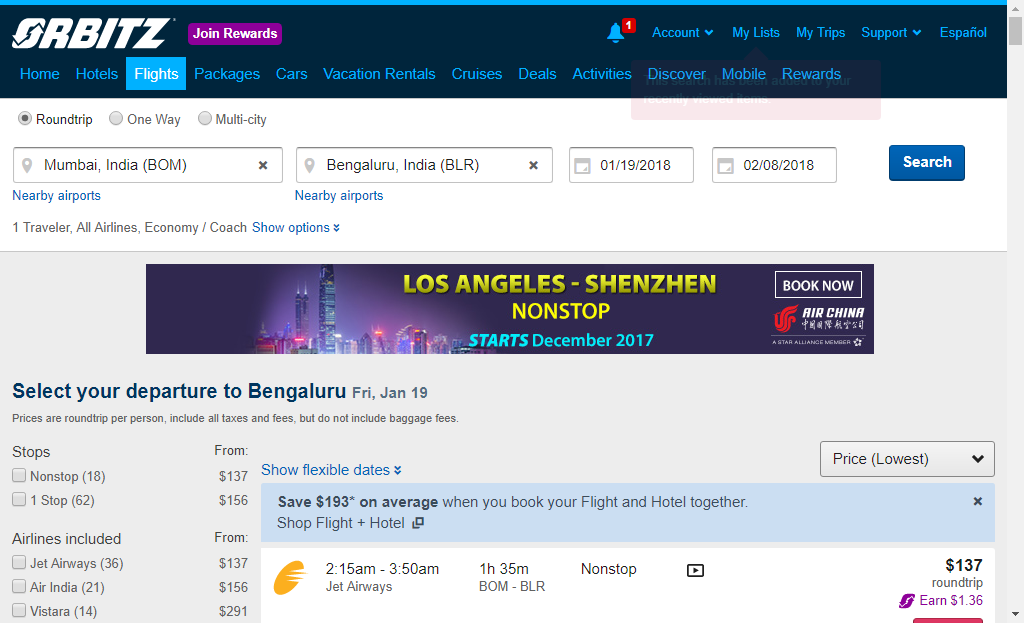 ORBITZ
Join Rewards
1
Account
My Lists
My Trips
Support
Español
Home
Hotels
Flights
Packages
Cars
Vacation Rentals
Cruises
Deals
Activities
Discover
Mobile
Rewards
This search has been added to your
recently viewed items.
Roundtrip
One Way
Multi-city
Mumbai, India (BOM)
Bengaluru, India (BLR)
01/19/2018
02/08/2018
Search
Nearby airports
Nearby airports
1 Traveler, All Airlines, Economy / Coach Show options
LOS ANGELES - SHENZHEN
NONSTOP
STARTS December 2017
BOOK NOW
AIR CHINA
中国国際航空公司
A STAR ALLIANCE MEMBER
Select your departure to Bengaluru Fri, Jan 19
Prices are roundtrip per person, include all taxes and fees, but do not include baggage fees.
Stops From:
Nonstop (18) $137
1 Stop (62) $156
Airlines included From:
Jet Airways (36) $137
Air India (21) $156
Vistara (14) $291
Show flexible dates
Price (Lowest)
Save $193* on average when you book your Flight and Hotel together.
Shop Flight + Hotel
2:15am - 3:50am
Jet Airways
1h 35m
BOM - BLR
Nonstop
$137
roundtrip
Earn $1.36